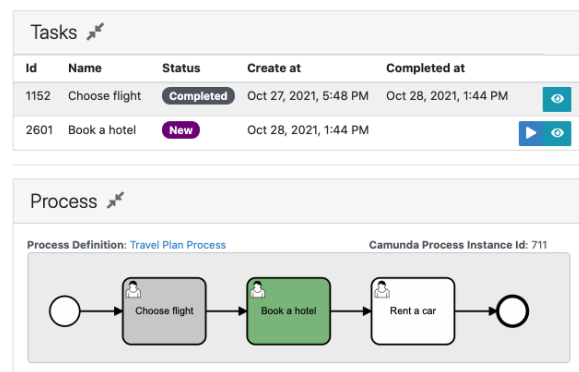 Tasks
Id Name Status Create at Completed at
1152 Choose flight Completed Oct 27, 2021, 5:48 PM Oct 28, 2021, 1:44 PM
2601 Book a hotel New Oct 28, 2021, 1:44 PM
Process
Process Definition: Travel Plan Process Camunda Process Instance Id: 711
Choose flight Book a hotel Rent a car